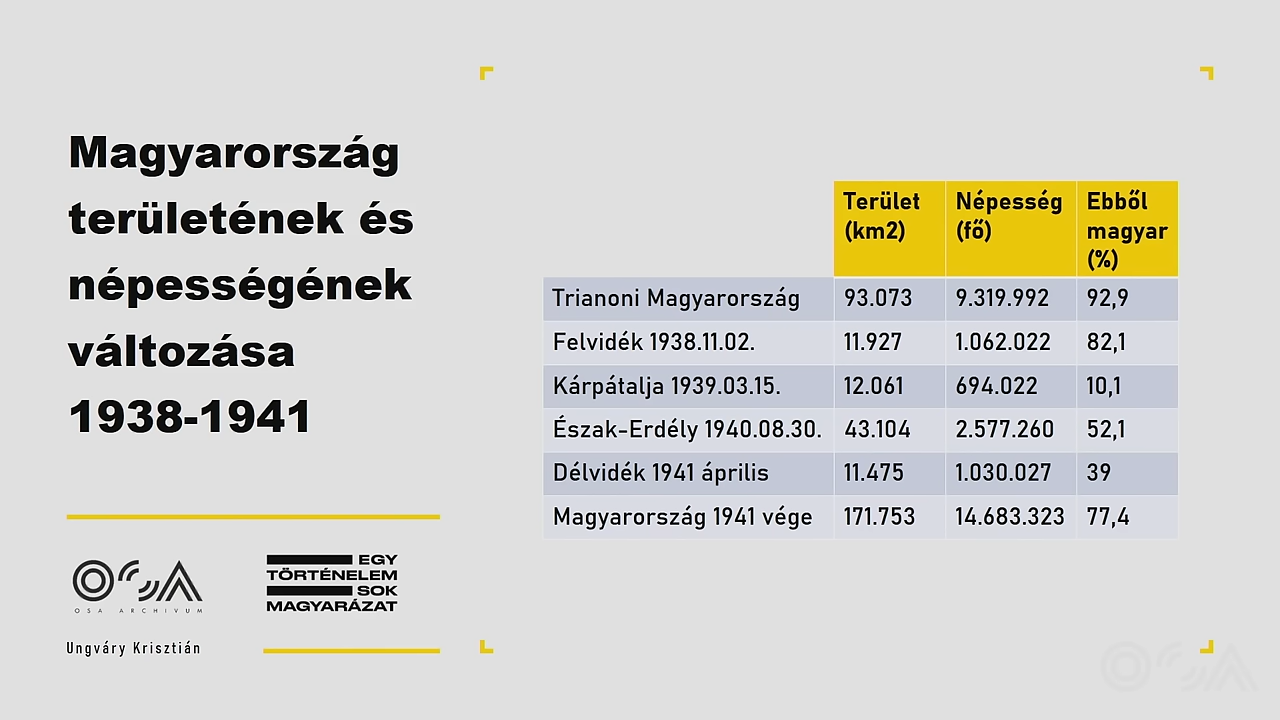 Magyarország
területének és
népességének
változása
1938-1941
OSA ARCHIVUM
EGY
TÖRTÉNELEM
SOK
MAGYARÁZAT
Ungváry Krisztián
Terület (km2) Népesség (fő) Ebből magyar (%)
Trianoni Magyarország 93.073 9.319.992 92,9
Felvidék 1938.11.02. 11.927 1.062.022 82,1
Kárpátalja 1939.03.15. 12.061 694.022 10,1
Észak-Erdély 1940.08.30. 43.104 2.577.260 52,1
Délvidék 1941 április 11.475 1.030.027 39
Magyarország 1941 vége 171.753 14.683.323 77,4
OSA